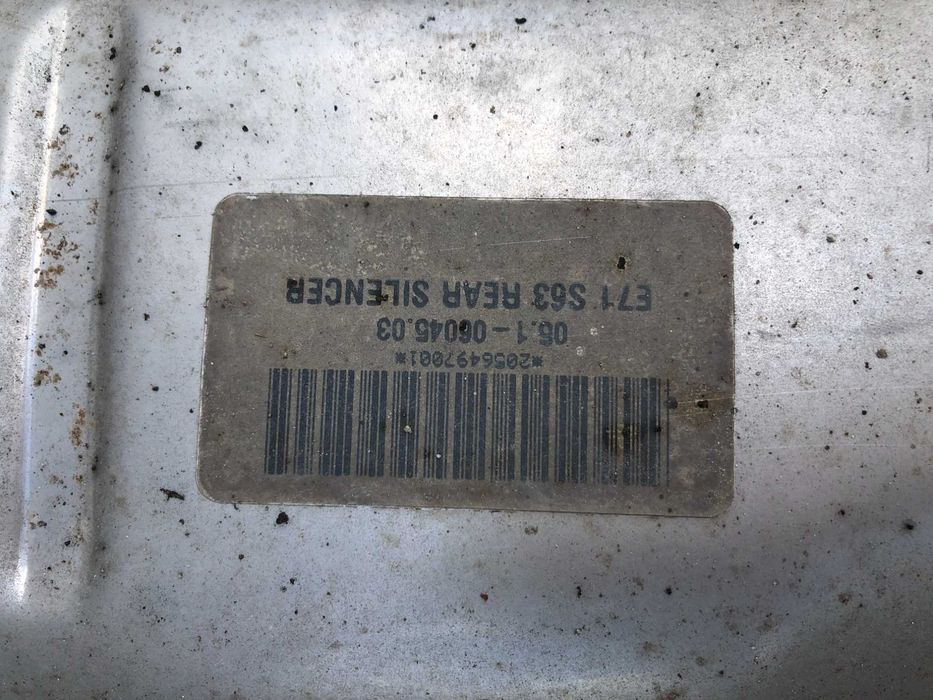 *2056497001*
05.1-06045.03
E71 S63 REAR SILENCER